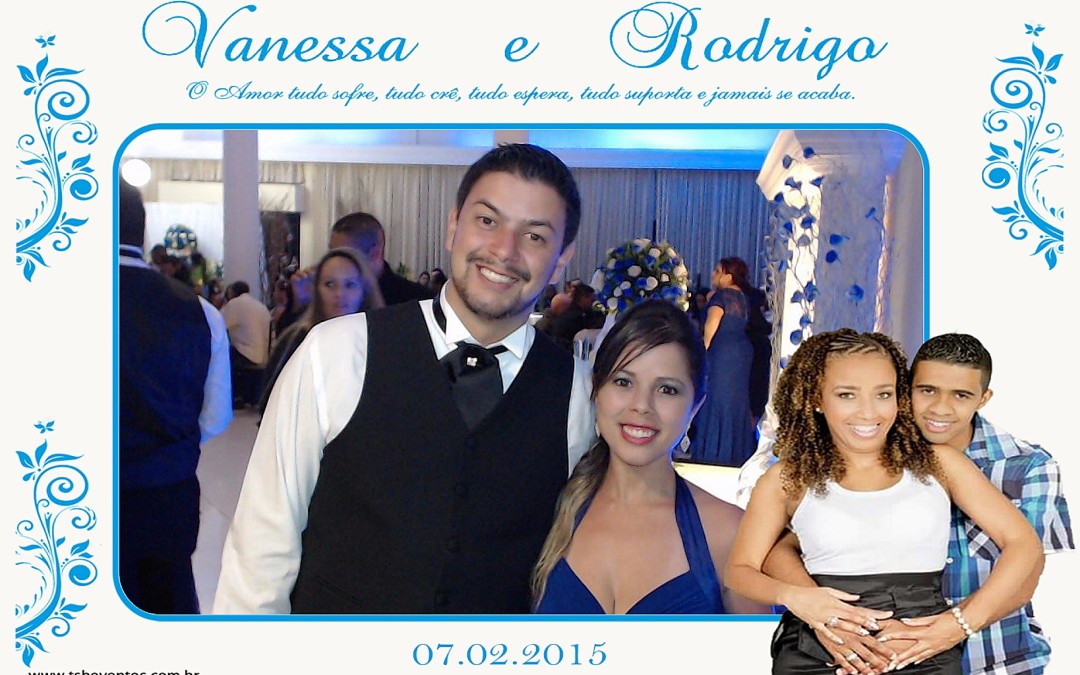 Vanessa e Rodrigo
O Amor tudo sofre, tudo crê, tudo espera, tudo suporta e jamais se acaba.
07.02.2015
www.tsheventos.com.br